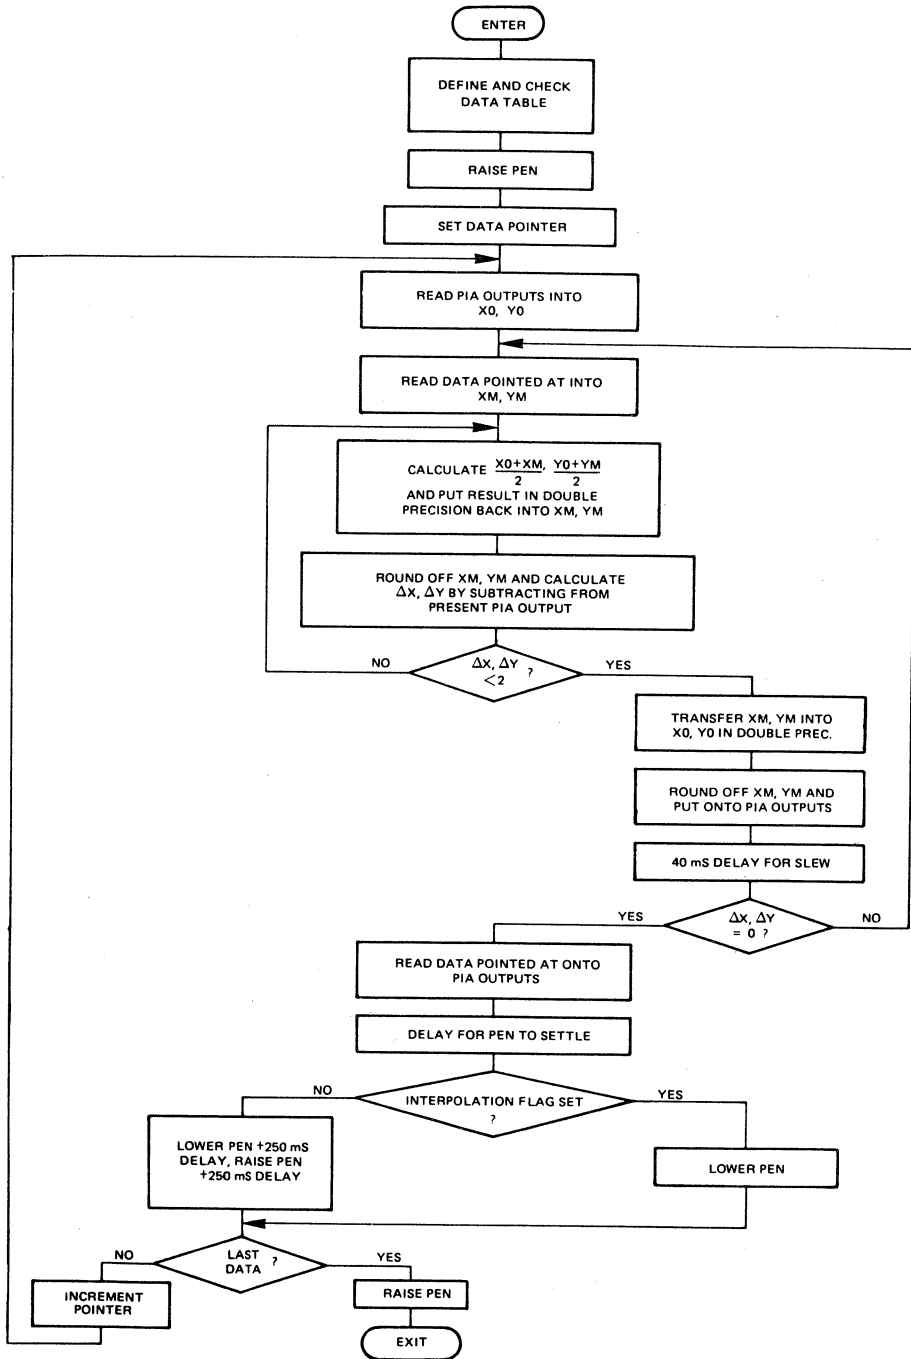 ENTER
DEFINE AND CHECK
DATA TABLE
RAISE PEN
SET DATA POINTER
READ PIA OUTPUTS INTO
X0, Y0
READ DATA POINTED AT INTO
XM, YM
CALCULATE X0+XM/2, Y0+YM/2
AND PUT RESULT IN DOUBLE
PRECISION BACK INTO XM, YM
ROUND OFF XM, YM AND CALCULATE
ΔX, ΔY BY SUBTRACTING FROM
PRESENT PIA OUTPUT
NO
ΔX, ΔY ?
<2
YES
TRANSFER XM, YM INTO
X0, Y0 IN DOUBLE PREC.
ROUND OFF XM, YM AND
PUT ONTO PIA OUTPUTS
40 mS DELAY FOR SLEW
YES
ΔX, ΔY
= 0 ?
NO
READ DATA POINTED AT ONTO
PIA OUTPUTS
DELAY FOR PEN TO SETTLE
NO
INTERPOLATION FLAG SET
?
YES
LOWER PEN +250 mS
DELAY, RAISE PEN
+250 mS DELAY
LOWER PEN
NO
LAST
DATA ?
YES
INCREMENT
POINTER
RAISE PEN
EXIT